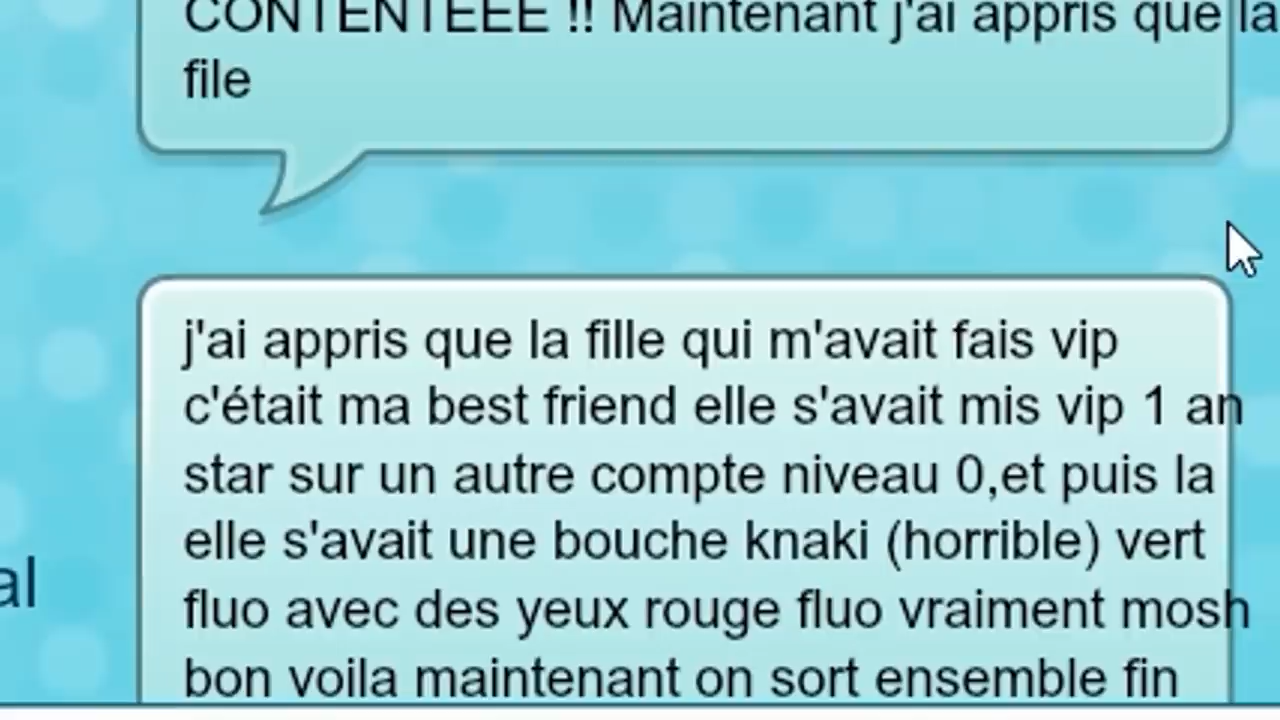 CONTENTEEE !! Maintenant j'ai appris que la
file
j'ai appris que la fille qui m'avait fais vip
c'était ma best friend elle s'avait mis vip 1 an
star sur un autre compte niveau 0,et puis la
elle s'avait une bouche knaki (horrible) vert
fluo avec des yeux rouge fluo vraiment mosh
al
bon voila maintenant on sort ensemble fin